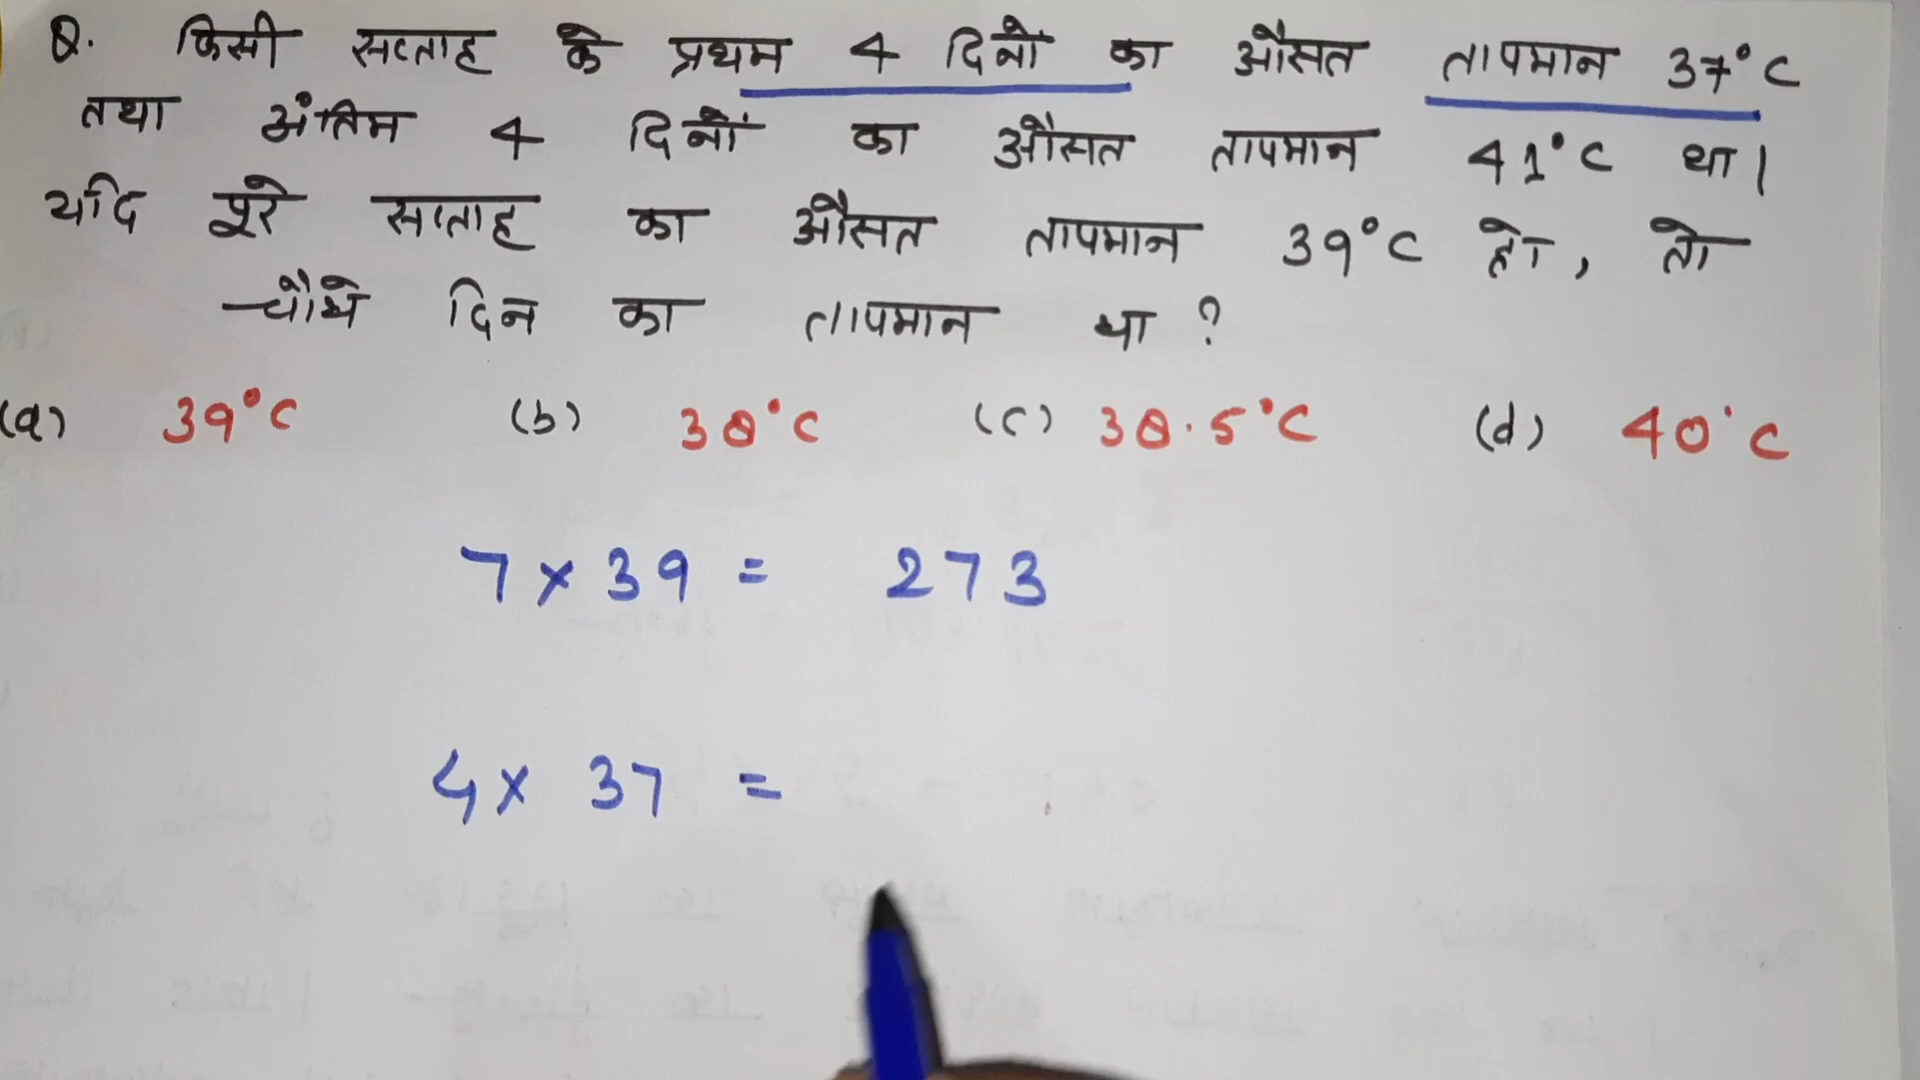 Q. किसी सप्ताह के प्रथम 4 दिनों का औसत तापमान 37°C
तथा अंतिम 4 दिनों का औसत तापमान 41°C था।
यदि पूरे सप्ताह का औसत तापमान 39°C हो, तो
चौथे दिन का तापमान था ?
(a) 39°C (b) 38°C (c) 38.5°C (d) 40°C
7 × 39 = 273
4 × 37 =